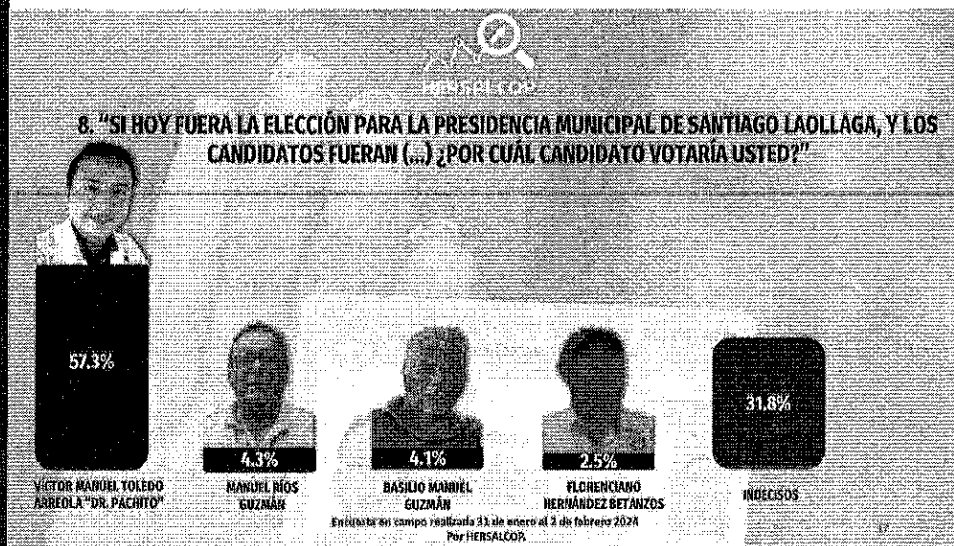 HERSALCOP
8. “SI HOY FUERA LA ELECCIÓN PARA LA PRESIDENCIA MUNICIPAL DE SANTIAGO LAOLLAGA, Y LOS
CANDIDATOS FUERAN (...) ¿POR CUÁL CANDIDATO VOTARÍA USTED?”
57.3%
4.3%
4.1%
2.5%
31.8%
VICTOR MANUEL TOLEDO
ARREOLA "DR. PACHITO"
MANUEL RÍOS
GUZMÁN
BASILIO MANUEL
GUZMÁN
FLORENCIANO
HERNÁNDEZ BETANZOS
INDECISOS
Encuesta en campo realizada 31 de enero al 2 de febrero 2024
Por HERSALCOP.